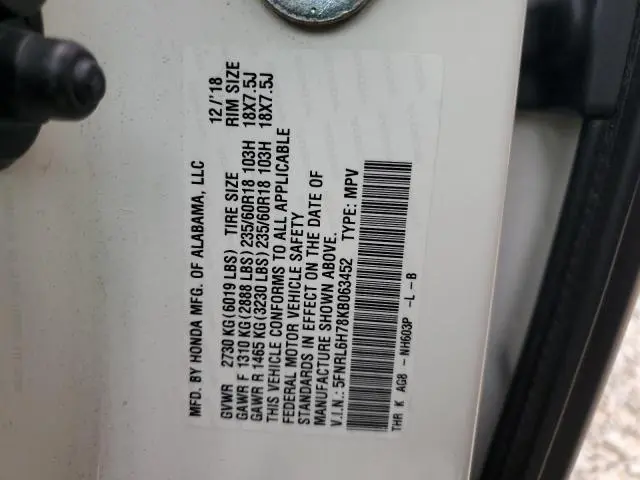 MFD. BY HONDA MFG. OF ALABAMA, LLC 12/'18
GVWR 2730 KG (6019 LBS) TIRE SIZE RIM SIZE
GAWR F 1310 KG (2888 LBS) 235/60R18 103H 18X7.5J
GAWR R 1465 KG (3230 LBS) 235/60R18 103H 18X7.5J
THIS VEHICLE CONFORMS TO ALL APPLICABLE
FEDERAL MOTOR VEHICLE SAFETY
STANDARDS IN EFFECT ON THE DATE OF
MANUFACTURE SHOWN ABOVE.
V.I.N.: 5FNRL6H78KB063452 TYPE: MPV
THR K AG8 - NH603P -L -B